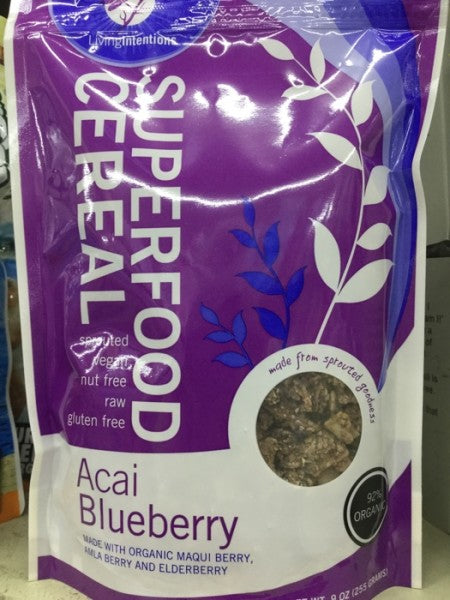 LivingIntentions
SUPERFOOD
CEREAL
sprouted
vegan
nut free
raw
gluten free
made from sprouted goodness
Acai
Blueberry
MADE WITH ORGANIC MAQUI BERRY,
AMLA BERRY AND ELDERBERRY
92%
ORGANIC
WT. 9 OZ (255 GRAMS)